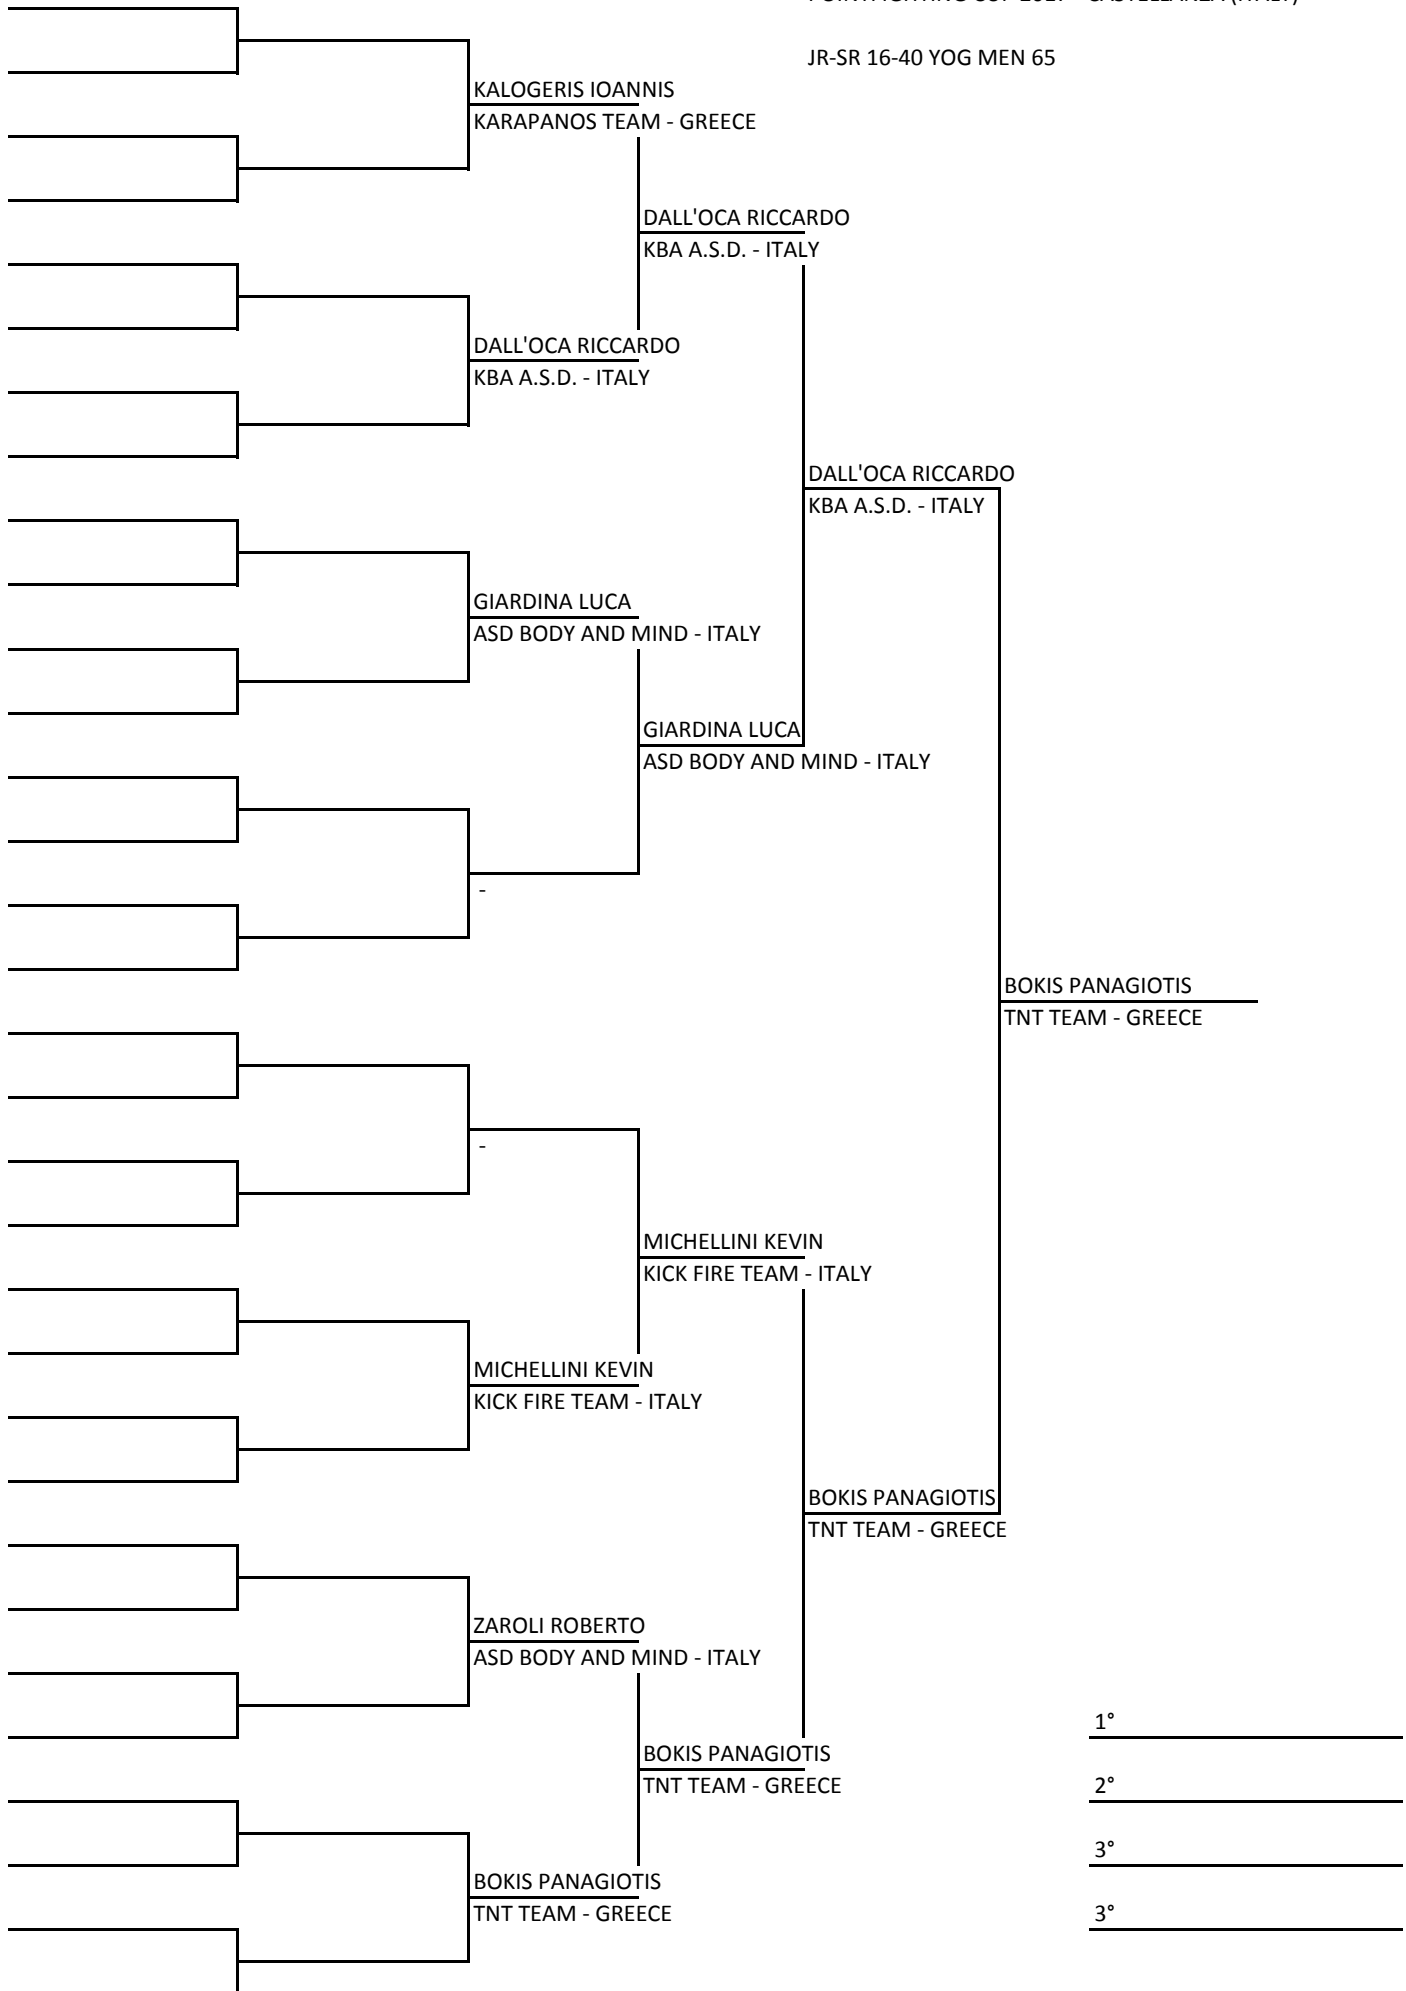 JR-SR 16-40 YOG MEN 65
KALOGERIS IOANNIS
KARAPANOS TEAM - GREECE
DALL'OCA RICCARDO
KBA A.S.D. - ITALY
DALL'OCA RICCARDO
KBA A.S.D. - ITALY
DALL'OCA RICCARDO
KBA A.S.D. - ITALY
GIARDINA LUCA
ASD BODY AND MIND - ITALY
GIARDINA LUCA
ASD BODY AND MIND - ITALY
-
BOKIS PANAGIOTIS
TNT TEAM - GREECE
-
MICHELLINI KEVIN
KICK FIRE TEAM - ITALY
MICHELLINI KEVIN
KICK FIRE TEAM - ITALY
BOKIS PANAGIOTIS
TNT TEAM - GREECE
ZAROLI ROBERTO
ASD BODY AND MIND - ITALY
1°
BOKIS PANAGIOTIS
TNT TEAM - GREECE
2°
3°
BOKIS PANAGIOTIS
TNT TEAM - GREECE
3°